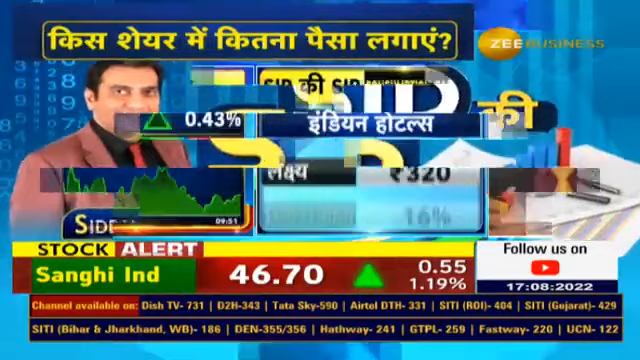 किस शेयर में कितना पैसा लगाएं?
ZEE BUSINESS
SIP की SIP
SIP की
0.43%
इंडियन होटल्स
लक्ष्य ₹320
16%
09:51
STOCK ALERT
Sanghi Ind 46.70 0.55
1.19%
Follow us on
17:08:2022
Channel available on: Dish TV- 731 | D2H-343 | Tata Sky-590 | Airtel DTH- 331 | SITI (ROI)- 404 | SITI (Gujarat)- 429
SITI (Bihar & Jharkhand, WB)- 186 | DEN-355/356 | Hathway- 241 | GTPL- 259 | Fastway- 220 | UCN- 122